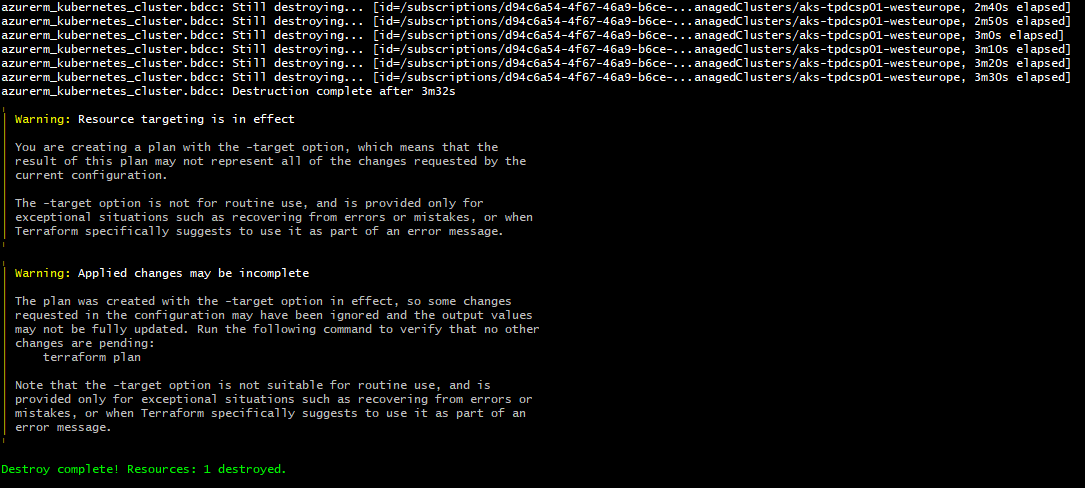 azurerm_kubernetes_cluster.bdcc: Still destroying... [id=/subscriptions/d94c6a54-4f67-46a9-b6ce-...anagedClusters/aks-tpdcsp01-westeurope, 2m40s elapsed]
azurerm_kubernetes_cluster.bdcc: Still destroying... [id=/subscriptions/d94c6a54-4f67-46a9-b6ce-...anagedClusters/aks-tpdcsp01-westeurope, 2m50s elapsed]
azurerm_kubernetes_cluster.bdcc: Still destroying... [id=/subscriptions/d94c6a54-4f67-46a9-b6ce-...anagedClusters/aks-tpdcsp01-westeurope, 3m0s elapsed]
azurerm_kubernetes_cluster.bdcc: Still destroying... [id=/subscriptions/d94c6a54-4f67-46a9-b6ce-...anagedClusters/aks-tpdcsp01-westeurope, 3m10s elapsed]
azurerm_kubernetes_cluster.bdcc: Still destroying... [id=/subscriptions/d94c6a54-4f67-46a9-b6ce-...anagedClusters/aks-tpdcsp01-westeurope, 3m20s elapsed]
azurerm_kubernetes_cluster.bdcc: Still destroying... [id=/subscriptions/d94c6a54-4f67-46a9-b6ce-...anagedClusters/aks-tpdcsp01-westeurope, 3m30s elapsed]
azurerm_kubernetes_cluster.bdcc: Destruction complete after 3m32s
Warning: Resource targeting is in effect
You are creating a plan with the -target option, which means that the
result of this plan may not represent all of the changes requested by the
current configuration.
The -target option is not for routine use, and is provided only for
exceptional situations such as recovering from errors or mistakes, or when
Terraform specifically suggests to use it as part of an error message.
Warning: Applied changes may be incomplete
The plan was created with the -target option in effect, so some changes
requested in the configuration may have been ignored and the output values
may not be fully updated. Run the following command to verify that no other
changes are pending:
terraform plan
Note that the -target option is not suitable for routine use, and is
provided only for exceptional situations such as recovering from errors or
mistakes, or when Terraform specifically suggests to use it as part of an
error message.
Destroy complete! Resources: 1 destroyed.